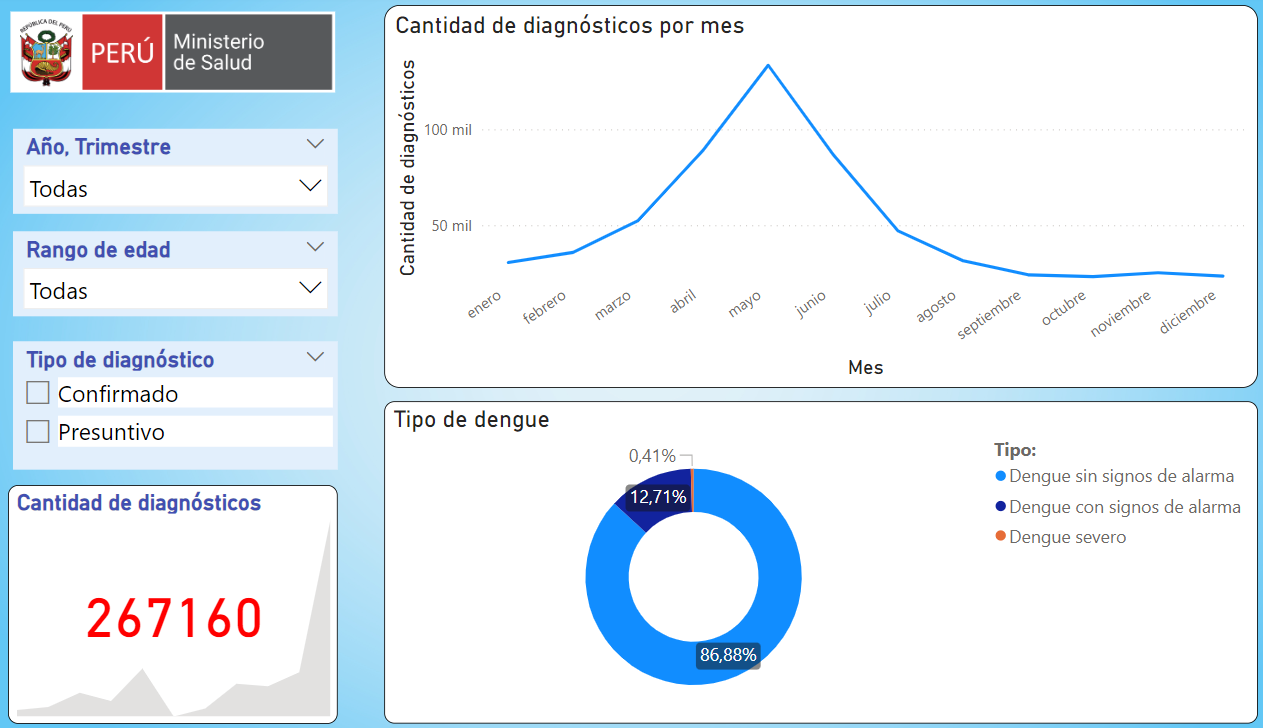 REPÚBLICA DEL PERÚ
PERÚ
Ministerio
de Salud
Año, Trimestre
Todas
Rango de edad
Todas
Tipo de diagnóstico
Confirmado
Presuntivo
Cantidad de diagnósticos
267160
Cantidad de diagnósticos por mes
Cantidad de diagnósticos
100 mil
50 mil
enero
febrero
marzo
abril
mayo
junio
julio
agosto
septiembre
octubre
noviembre
diciembre
Mes
Tipo de dengue
0,41%
12,71%
86,88%
Tipo:
Dengue sin signos de alarma
Dengue con signos de alarma
Dengue severo